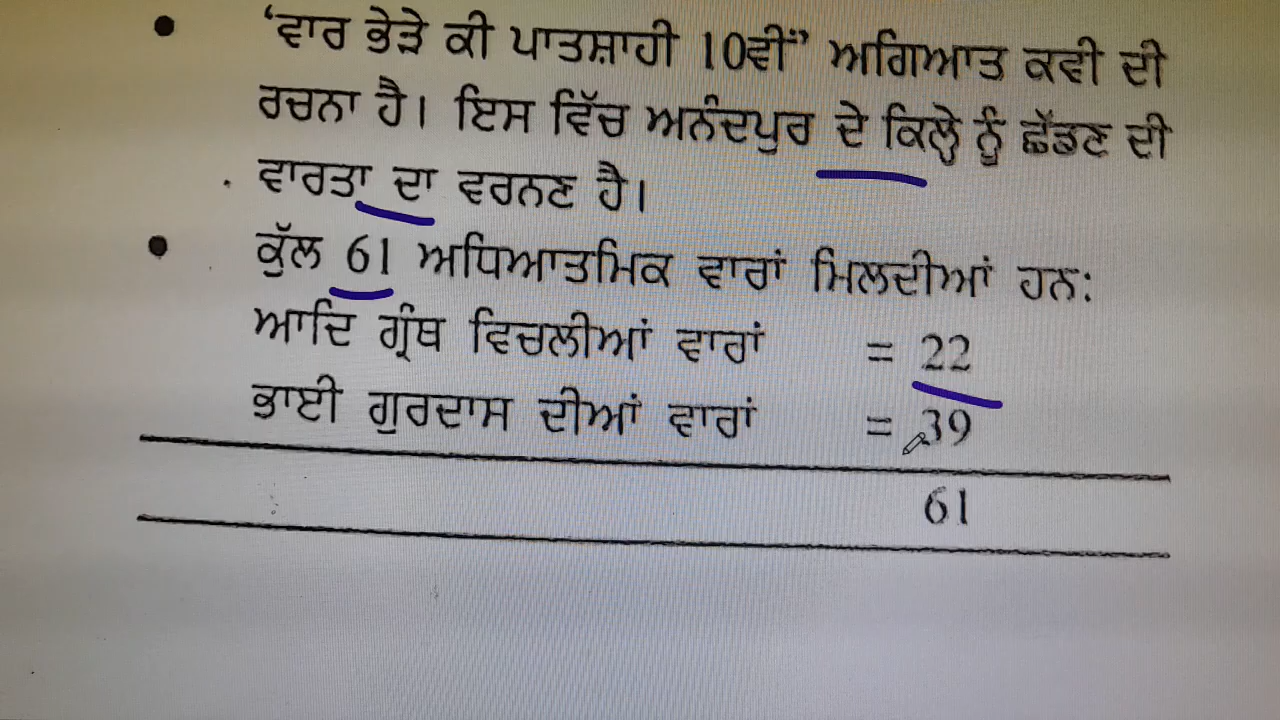 • ‘ਵਾਰ ਭੇੜੇ ਕੀ ਪਾਤਸ਼ਾਹੀ 10ਵੀਂ” ਅਗਿਆਤ ਕਵੀ ਦੀ
ਰਚਨਾ ਹੈ। ਇਸ ਵਿੱਚ ਅਨੰਦਪੁਰ ਦੇ ਕਿਲ੍ਹੇ ਨੂੰ ਛੱਡਣ ਦੀ
ਵਾਰਤਾ ਦਾ ਵਰਨਣ ਹੈ।
• ਕੁੱਲ 61 ਅਧਿਆਤਮਿਕ ਵਾਰਾਂ ਮਿਲਦੀਆਂ ਹਨ:
ਆਦਿ ਗ੍ਰੰਥ ਵਿਚਲੀਆਂ ਵਾਰਾਂ = 22
ਭਾਈ ਗੁਰਦਾਸ ਦੀਆਂ ਵਾਰਾਂ = 39
61